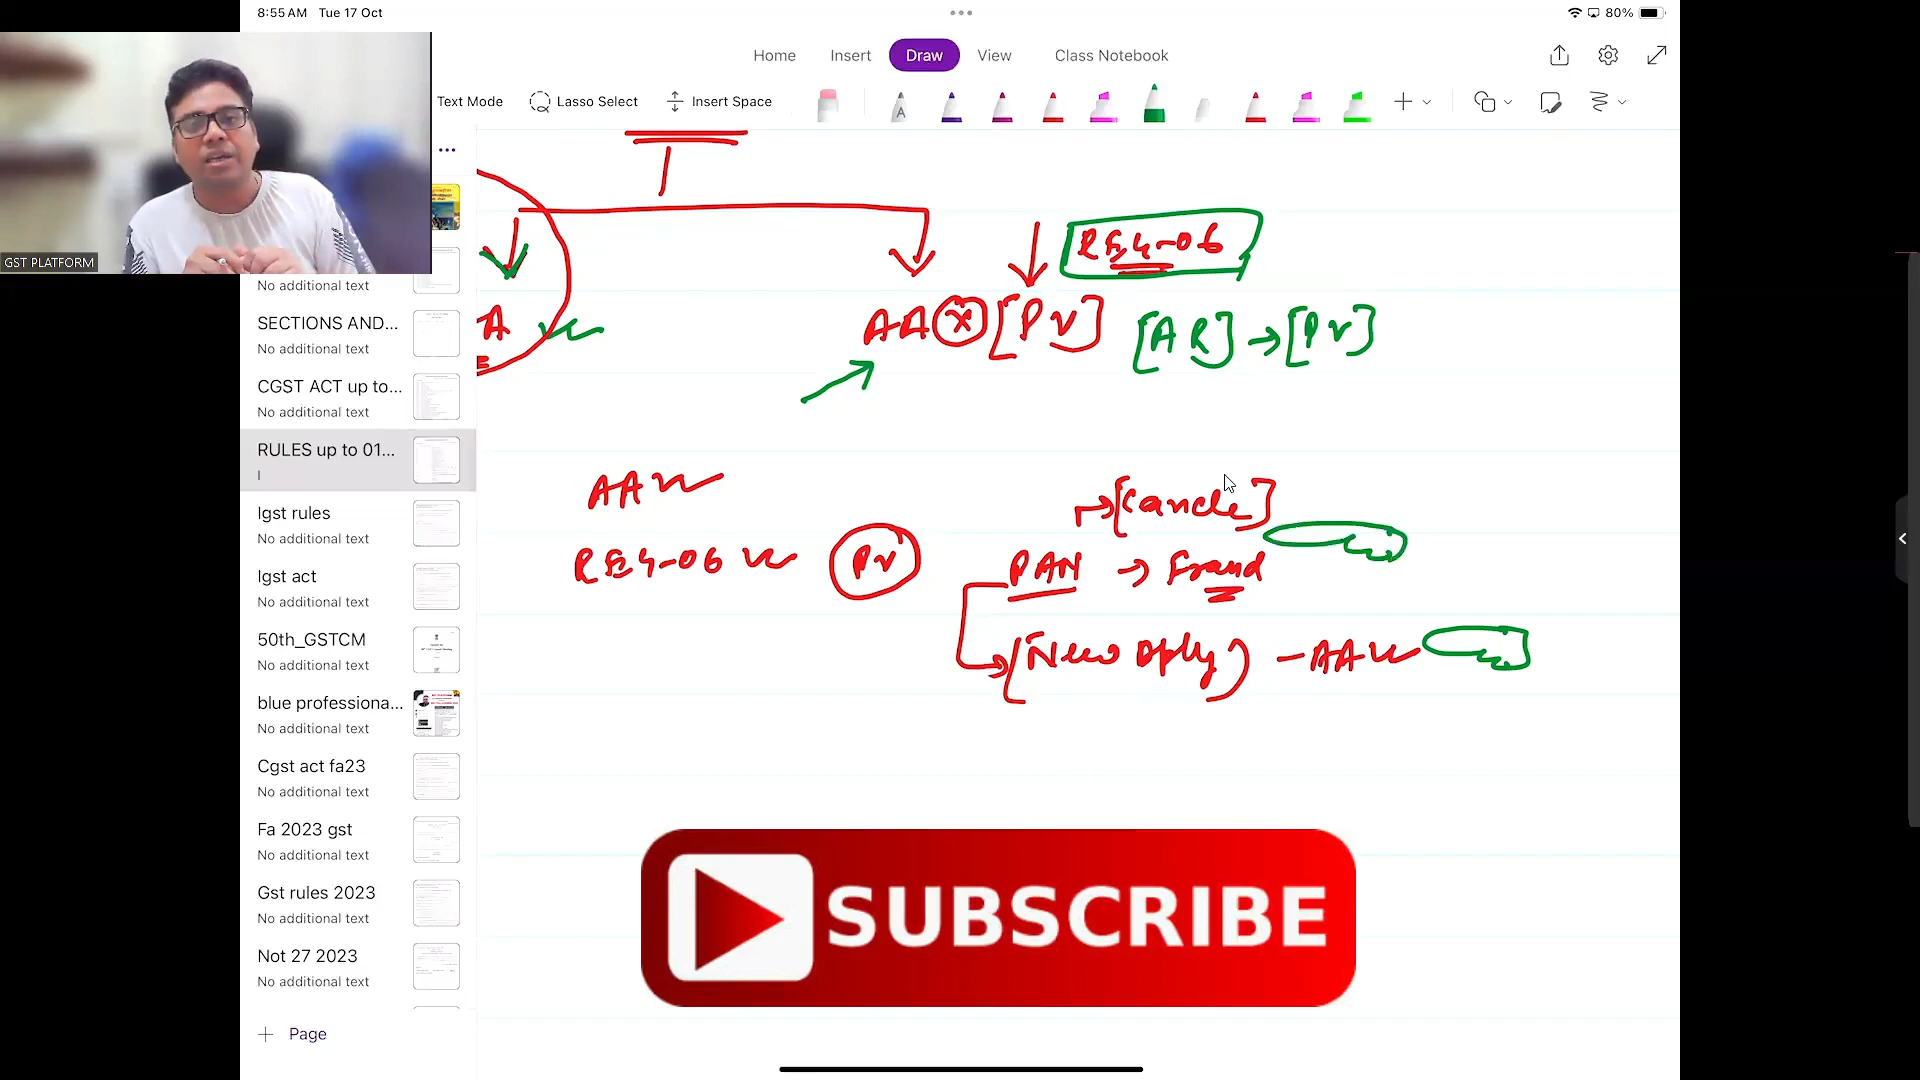 8:55 AM Tue 17 Oct
80%
Home Insert Draw View Class Notebook
Text Mode Lasso Select Insert Space
GST PLATFORM
No additional text
SECTIONS AND...
No additional text
CGST ACT up to...
No additional text
RULES up to 01...
I
Igst rules
No additional text
Igst act
No additional text
50th_GSTCM
No additional text
blue professiona...
No additional text
Cgst act fa23
No additional text
Fa 2023 gst
No additional text
Gst rules 2023
No additional text
Not 27 2023
No additional text
Page
-06
A
AA (x) [PV] [AR] → [PV]
AA
-06 PV
→ [Cancle]
PAN → Fraud
[New Apply) - AA
SUBSCRIBE